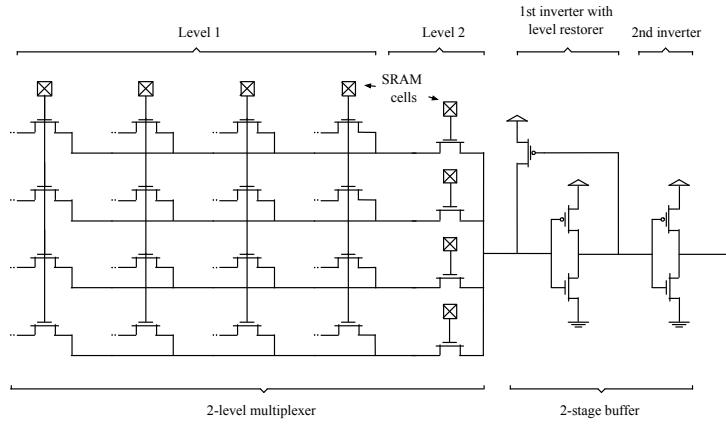 Level 1
Level 2
1st inverter with
level restorer
2nd inverter
SRAM
cells
2-level multiplexer
2-stage buffer